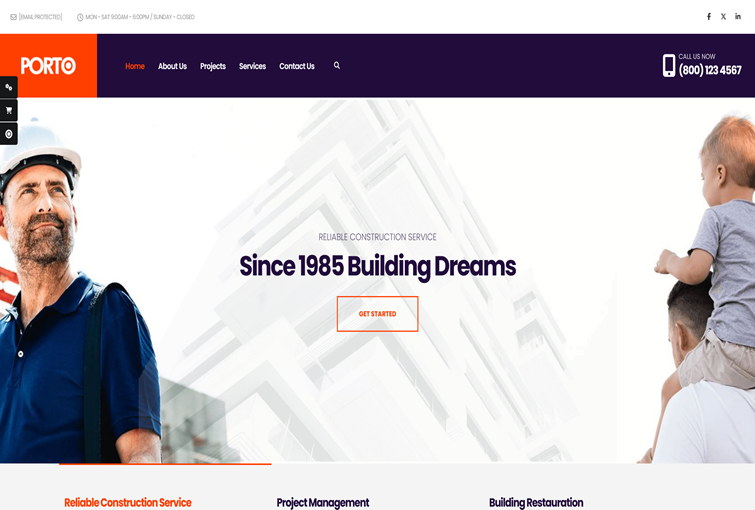 [EMAIL PROTECTED] MON - SAT 9:00AM - 6:00PM / SUNDAY - CLOSED
PORTO
Home About Us Projects Services Contact Us
CALL US NOW
(800) 123 4567
RELIABLE CONSTRUCTION SERVICE
Since 1985 Building Dreams
GET STARTED
Reliable Construction Service Project Management Building Restauration